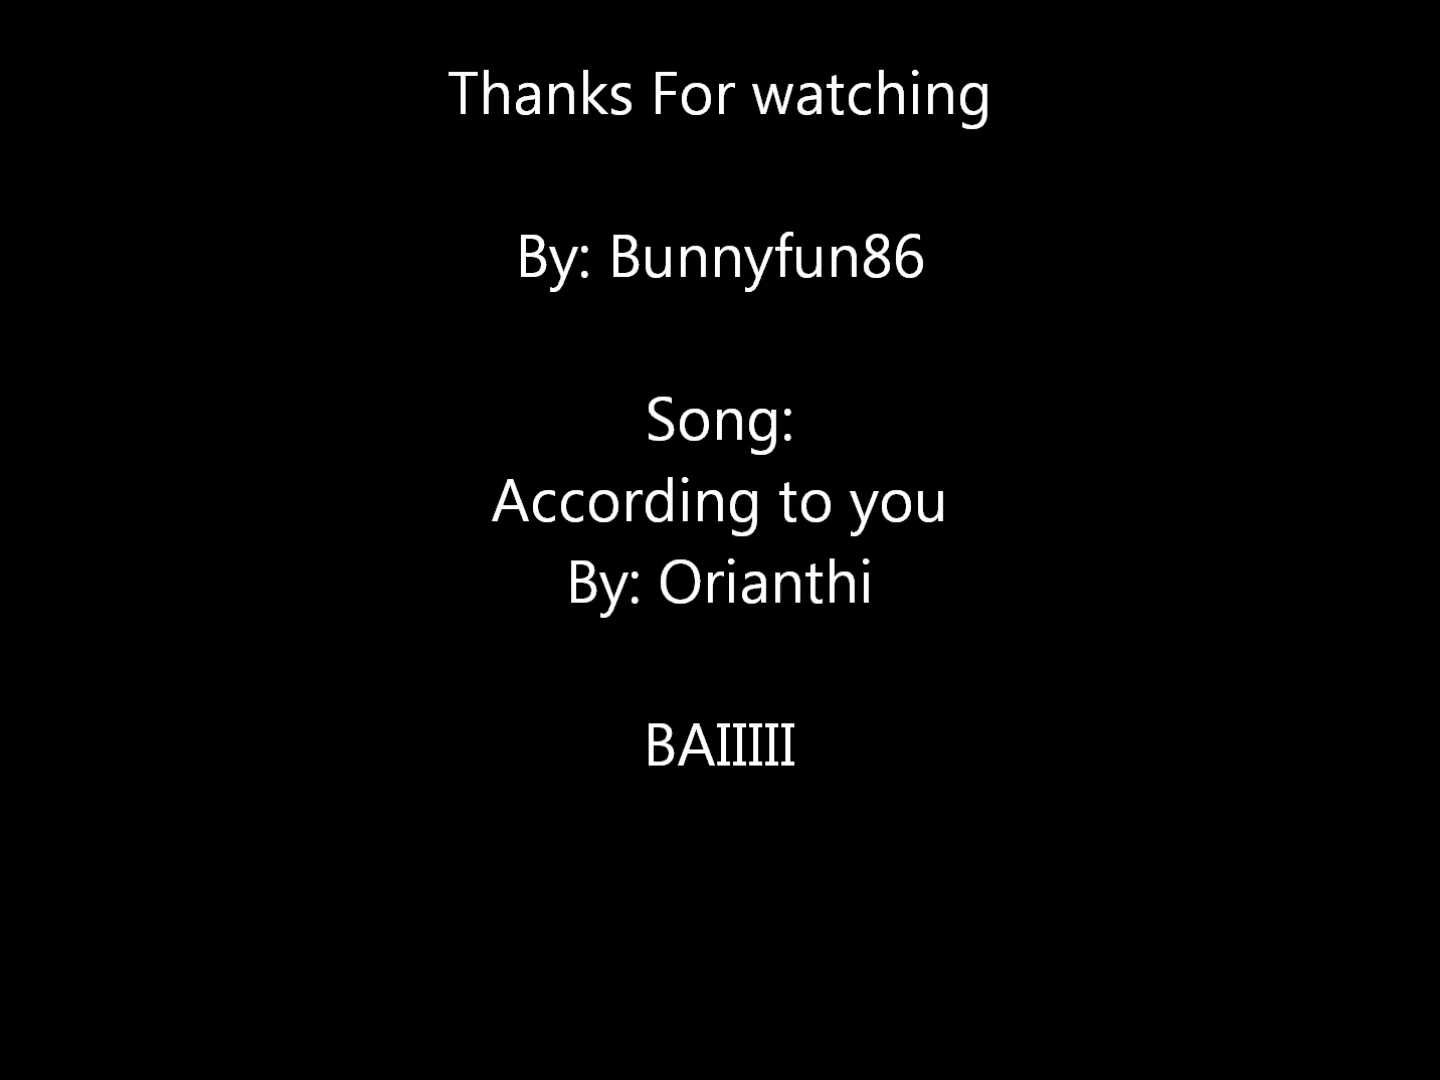 Thanks For watching
By: Bunnyfun86
Song:
According to you
By: Orianthi
BAIIIII